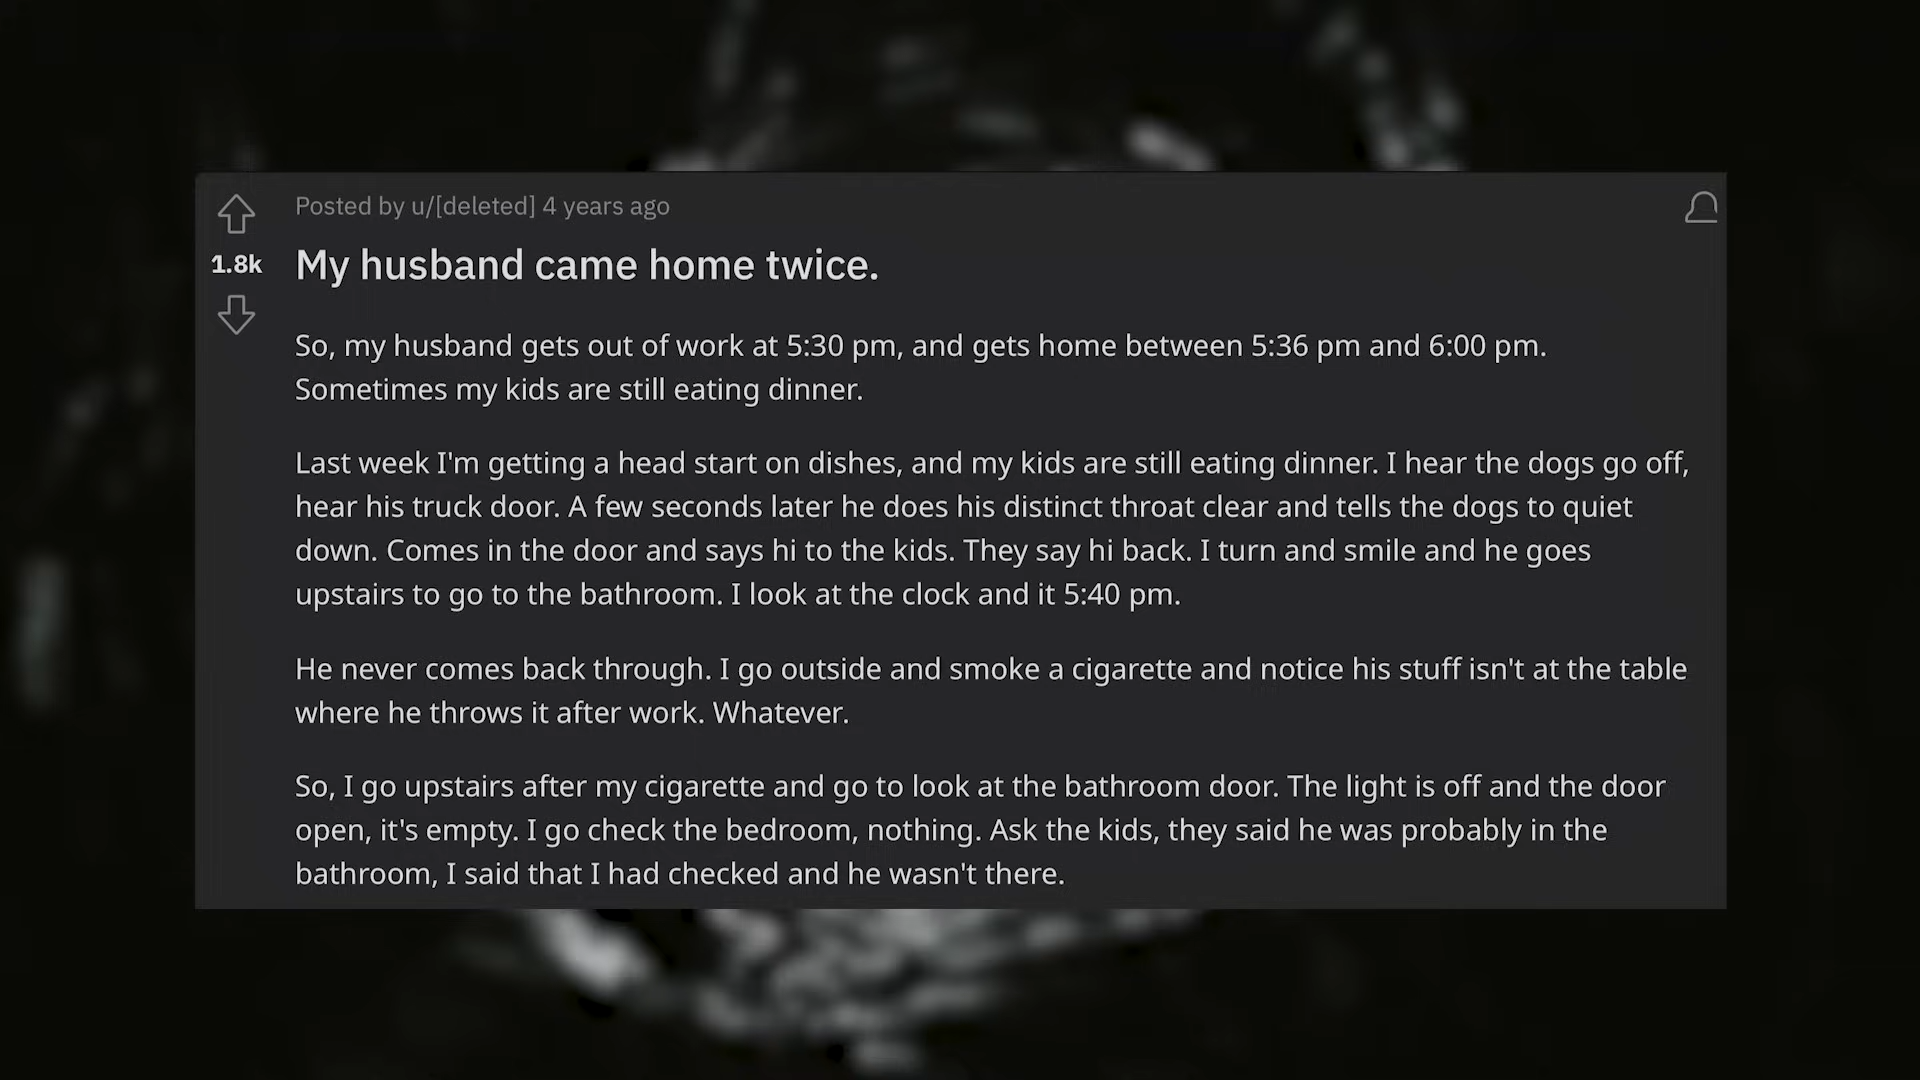 Posted by u/[deleted] 4 years ago
1.8k
My husband came home twice.
So, my husband gets out of work at 5:30 pm, and gets home between 5:36 pm and 6:00 pm.
Sometimes my kids are still eating dinner.
Last week I'm getting a head start on dishes, and my kids are still eating dinner. I hear the dogs go off,
hear his truck door. A few seconds later he does his distinct throat clear and tells the dogs to quiet
down. Comes in the door and says hi to the kids. They say hi back. I turn and smile and he goes
upstairs to go to the bathroom. I look at the clock and it 5:40 pm.
He never comes back through. I go outside and smoke a cigarette and notice his stuff isn't at the table
where he throws it after work. Whatever.
So, I go upstairs after my cigarette and go to look at the bathroom door. The light is off and the door
open, it's empty. I go check the bedroom, nothing. Ask the kids, they said he was probably in the
bathroom, I said that I had checked and he wasn't there.